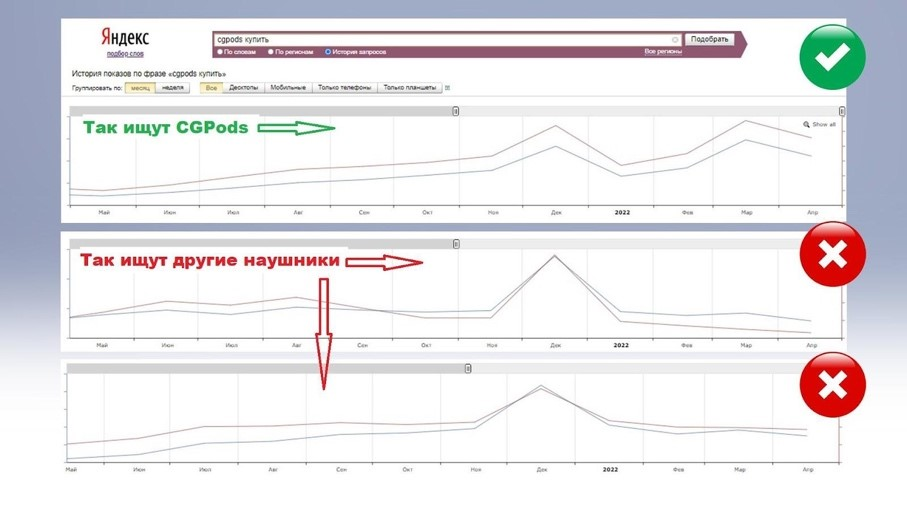 Яндекс
подбор слов
cgpods купить
Подобрать
По словам По регионам История запросов Все регионы
История показов по фразе «cgpods купить»
Группировать по: месяц неделя Все Десктопы Мобильные Только телефоны Только планшеты
Так ищут CGPods
Show all
Май Июн Июл Авг Сен Окт Ноя Дек 2022 Фев Мар Апр
Так ищут другие наушники
Май Июн Июл Авг Сен Окт Ноя Дек 2022 Фев Мар Апр
Май Июн Июл Авг Сен Окт Ноя Дек 2022 Фев Мар Апр